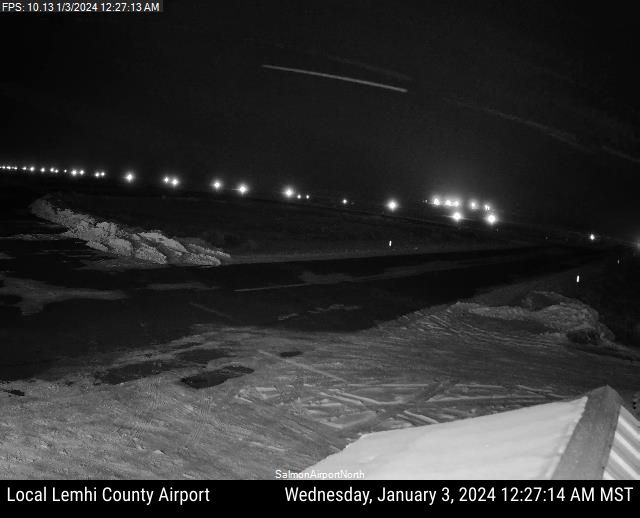 FPS: 10.13 1/3/2024 12:27:13 AM
SalmonAirportNorth
Local Lemhi County Airport Wednesday, January 3, 2024 12:27:14 AM MST